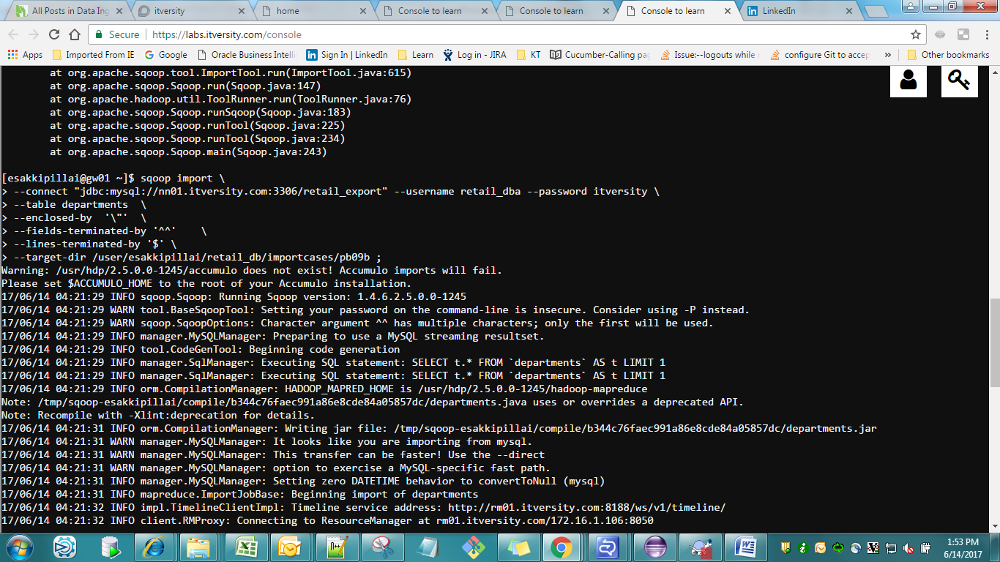 All Posts in Data Ing
itversity
home
Console to learn
Console to learn
Console to learn
LinkedIn
Secure
https://labs.itversity.com/console
Apps
Imported From IE
Google
Oracle Business Intelli
Sign In | LinkedIn
Learn
Log in - JIRA
KT
Cucumber-Calling pag
Issue:--logouts while
configure Git to accep
»
Other bookmarks
at org.apache.sqoop.tool.ImportTool.run(ImportTool.java:615)
at org.apache.sqoop.Sqoop.run(Sqoop.java:147)
at org.apache.hadoop.util.ToolRunner.run(ToolRunner.java:76)
at org.apache.sqoop.Sqoop.runSqoop(Sqoop.java:183)
at org.apache.sqoop.Sqoop.runTool(Sqoop.java:225)
at org.apache.sqoop.Sqoop.runTool(Sqoop.java:234)
at org.apache.sqoop.Sqoop.main(Sqoop.java:243)
[esakkipillai@gw01 ~]$ sqoop import \
> --connect "jdbc:mysql://nn01.itversity.com:3306/retail_export" --username retail_dba --password itversity \
> --table departments \
> --enclosed-by '\"' \
> --fields-terminated-by '^^' \
> --lines-terminated-by '$' \
> --target-dir /user/esakkipillai/retail_db/importcases/pb09b ;
Warning: /usr/hdp/2.5.0.0-1245/accumulo does not exist! Accumulo imports will fail.
Please set $ACCUMULO_HOME to the root of your Accumulo installation.
17/06/14 04:21:29 INFO sqoop.Sqoop: Running Sqoop version: 1.4.6.2.5.0.0-1245
17/06/14 04:21:29 WARN tool.BaseSqoopTool: Setting your password on the command-line is insecure. Consider using -P instead.
17/06/14 04:21:29 WARN sqoop.SqoopOptions: Character argument ^^ has multiple characters; only the first will be used.
17/06/14 04:21:29 INFO manager.MySQLManager: Preparing to use a MySQL streaming resultset.
17/06/14 04:21:29 INFO tool.CodeGenTool: Beginning code generation
17/06/14 04:21:29 INFO manager.SqlManager: Executing SQL statement: SELECT t.* FROM `departments` AS t LIMIT 1
17/06/14 04:21:29 INFO manager.SqlManager: Executing SQL statement: SELECT t.* FROM `departments` AS t LIMIT 1
17/06/14 04:21:29 INFO orm.CompilationManager: HADOOP_MAPRED_HOME is /usr/hdp/2.5.0.0-1245/hadoop-mapreduce
Note: /tmp/sqoop-esakkipillai/compile/b344c76faec991a86e8cde84a05857dc/departments.java uses or overrides a deprecated API.
Note: Recompile with -Xlint:deprecation for details.
17/06/14 04:21:31 INFO orm.CompilationManager: Writing jar file: /tmp/sqoop-esakkipillai/compile/b344c76faec991a86e8cde84a05857dc/departments.jar
17/06/14 04:21:31 WARN manager.MySQLManager: It looks like you are importing from mysql.
17/06/14 04:21:31 WARN manager.MySQLManager: This transfer can be faster! Use the --direct
17/06/14 04:21:31 WARN manager.MySQLManager: option to exercise a MySQL-specific fast path.
17/06/14 04:21:31 INFO manager.MySQLManager: Setting zero DATETIME behavior to convertToNull (mysql)
17/06/14 04:21:31 INFO mapreduce.ImportJobBase: Beginning import of departments
17/06/14 04:21:32 INFO impl.TimelineClientImpl: Timeline service address: http://rm01.itversity.com:8188/ws/v1/timeline/
17/06/14 04:21:32 INFO client.RMProxy: Connecting to ResourceManager at rm01.itversity.com/172.16.1.106:8050
1:53 PM
6/14/2017